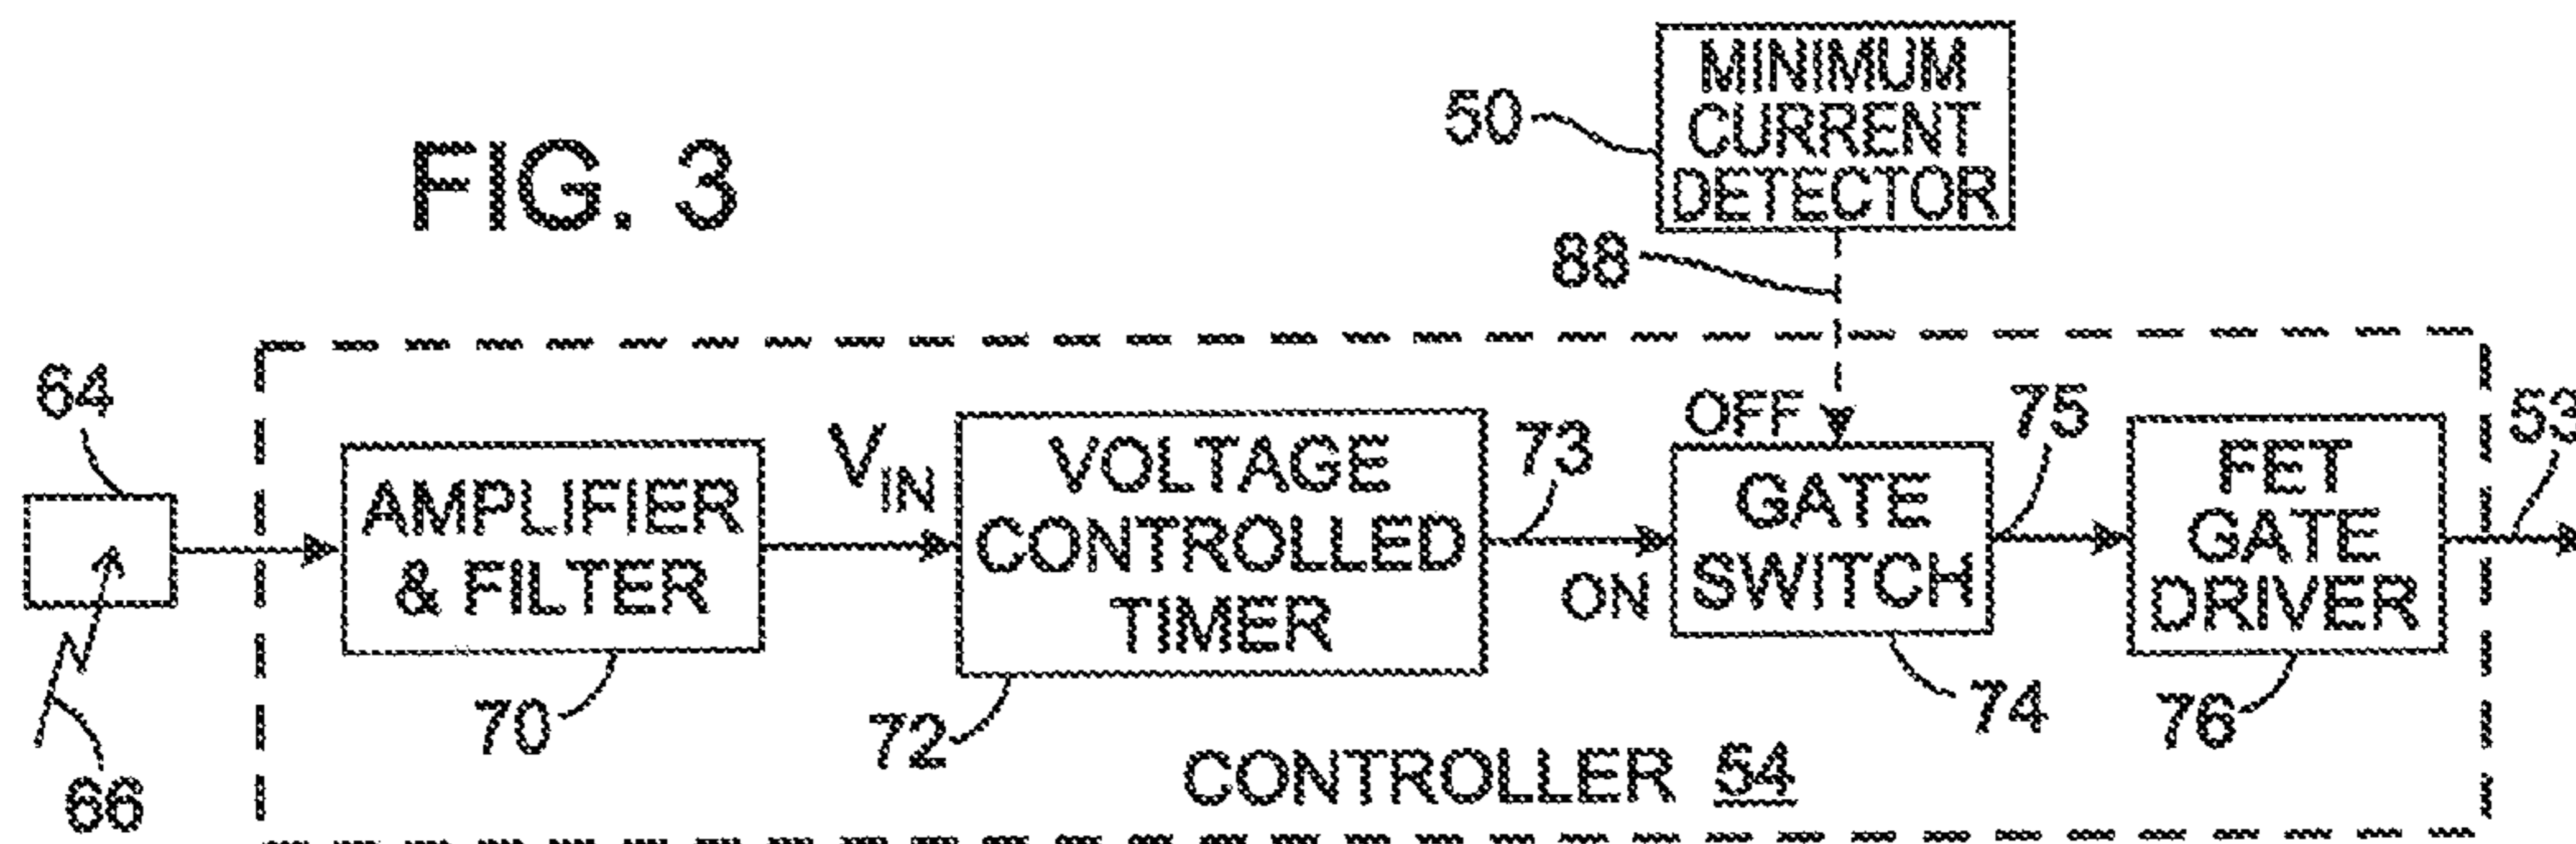 FIG. 3
50
MINIMUM
CURRENT
DETECTOR
88
64
66
AMPLIFIER
& FILTER
70
VIN
VOLTAGE
CONTROLLED
TIMER
72
73
ON
OFF
GATE
SWITCH
74
75
FET
GATE
DRIVER
76
53
CONTROLLER 54